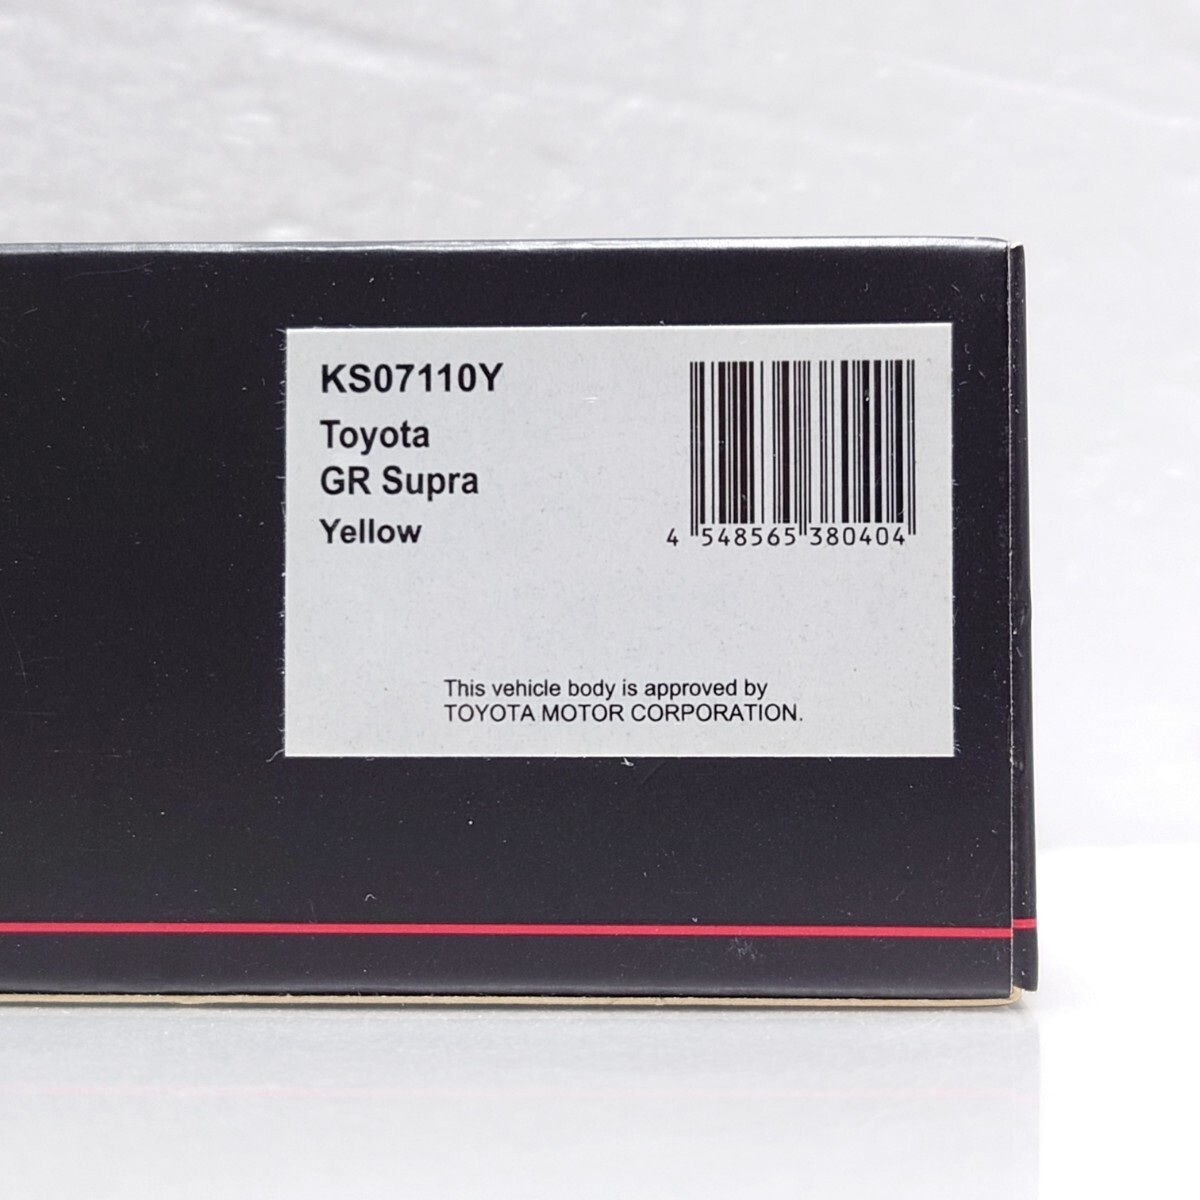 KS07110Y
Toyota
GR Supra
Yellow
4 548565 380404
This vehicle body is approved by
TOYOTA MOTOR CORPORATION.